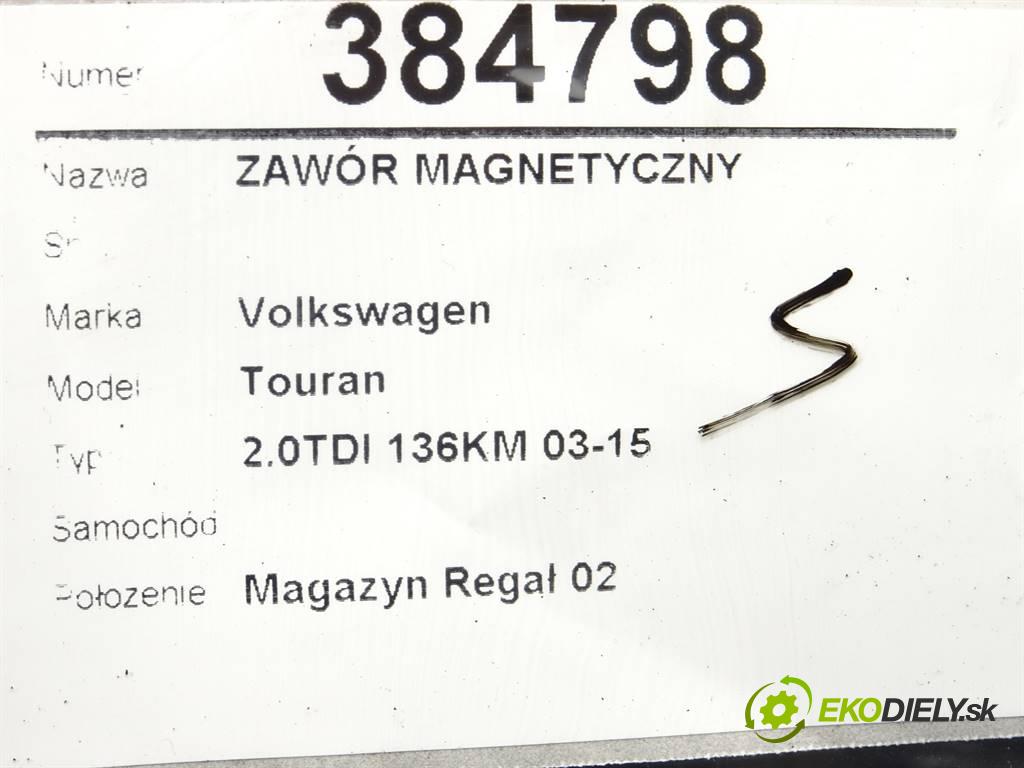 Numer 384798
Nazwa ZAWÓR MAGNETYCZNY
Marka Volkswagen
Model Touran
Typ 2.0TDI 136KM 03-15
Samochód
Położenie Magazyn Regał 02
S
EKODIELY.sk